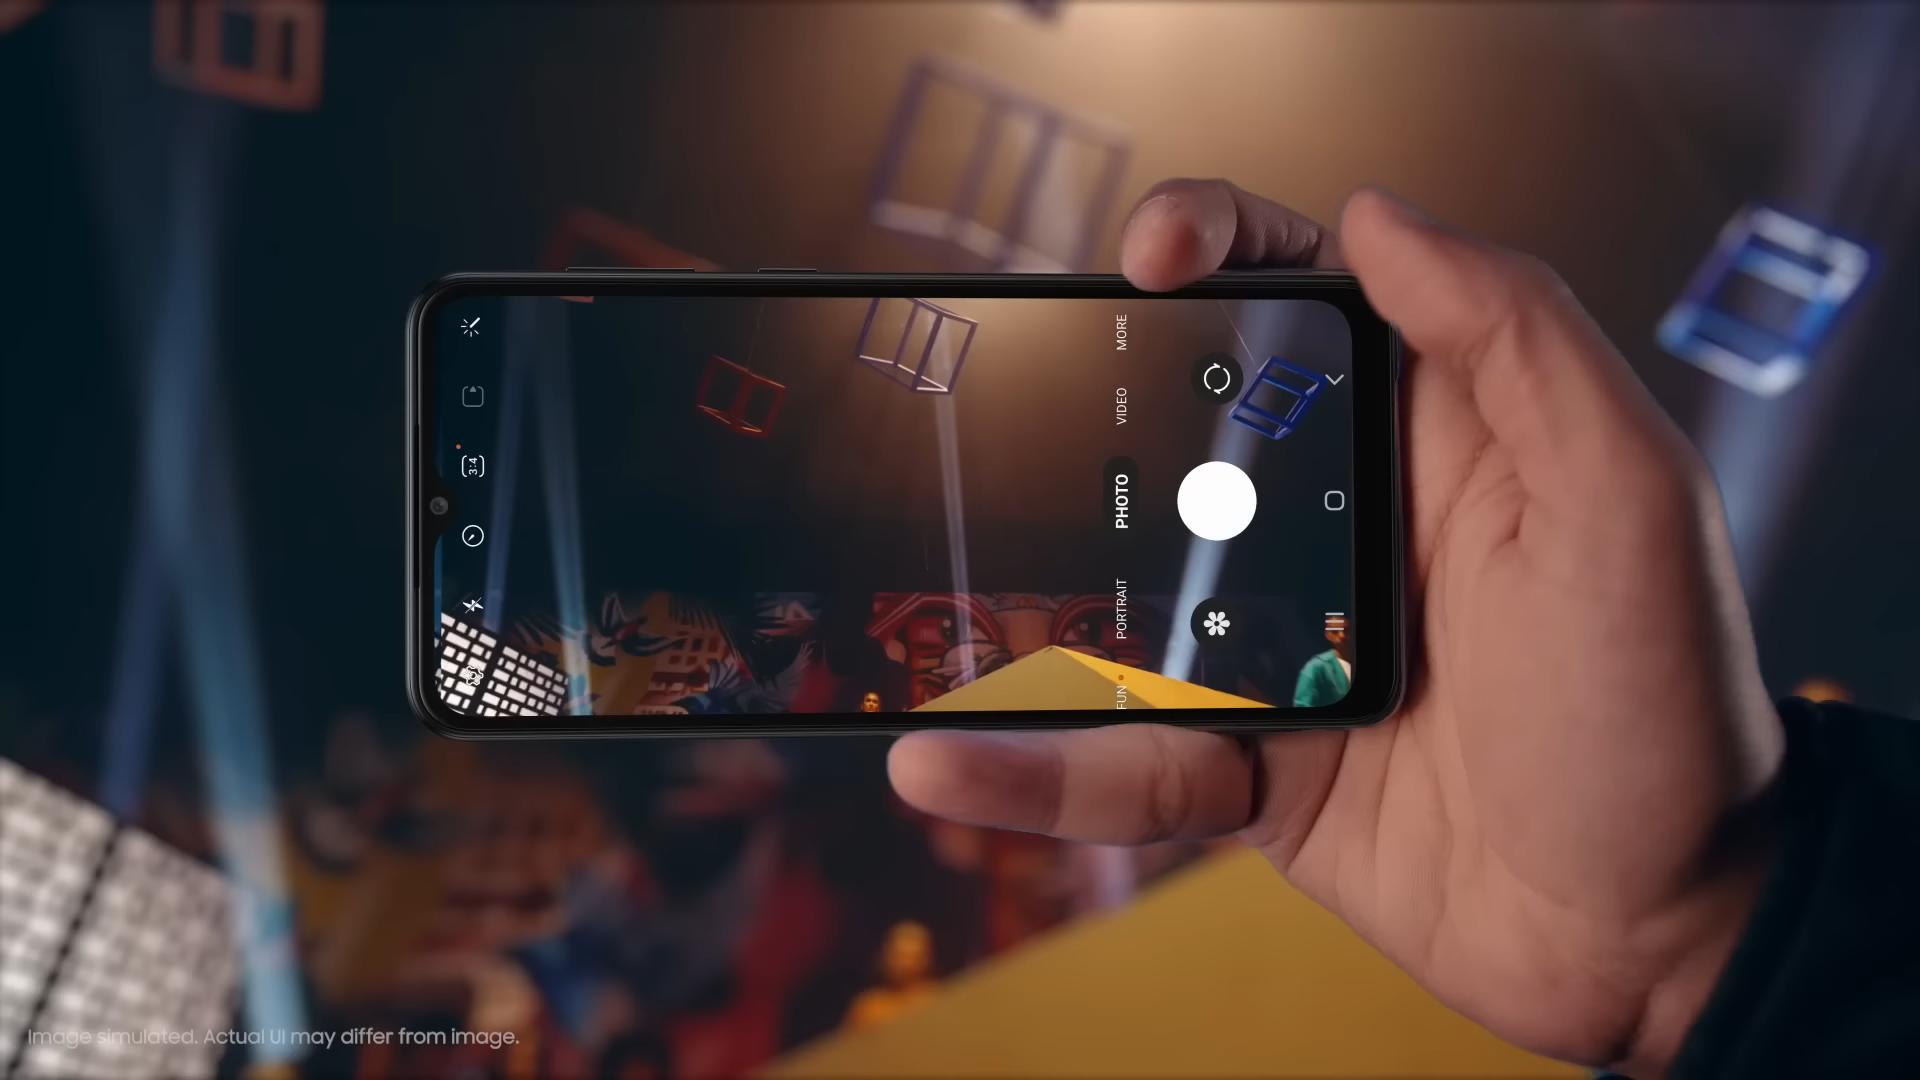 MORE
VIDEO
PHOTO
PORTRAIT
FUN
3:4
Image simulated. Actual UI may differ from image.